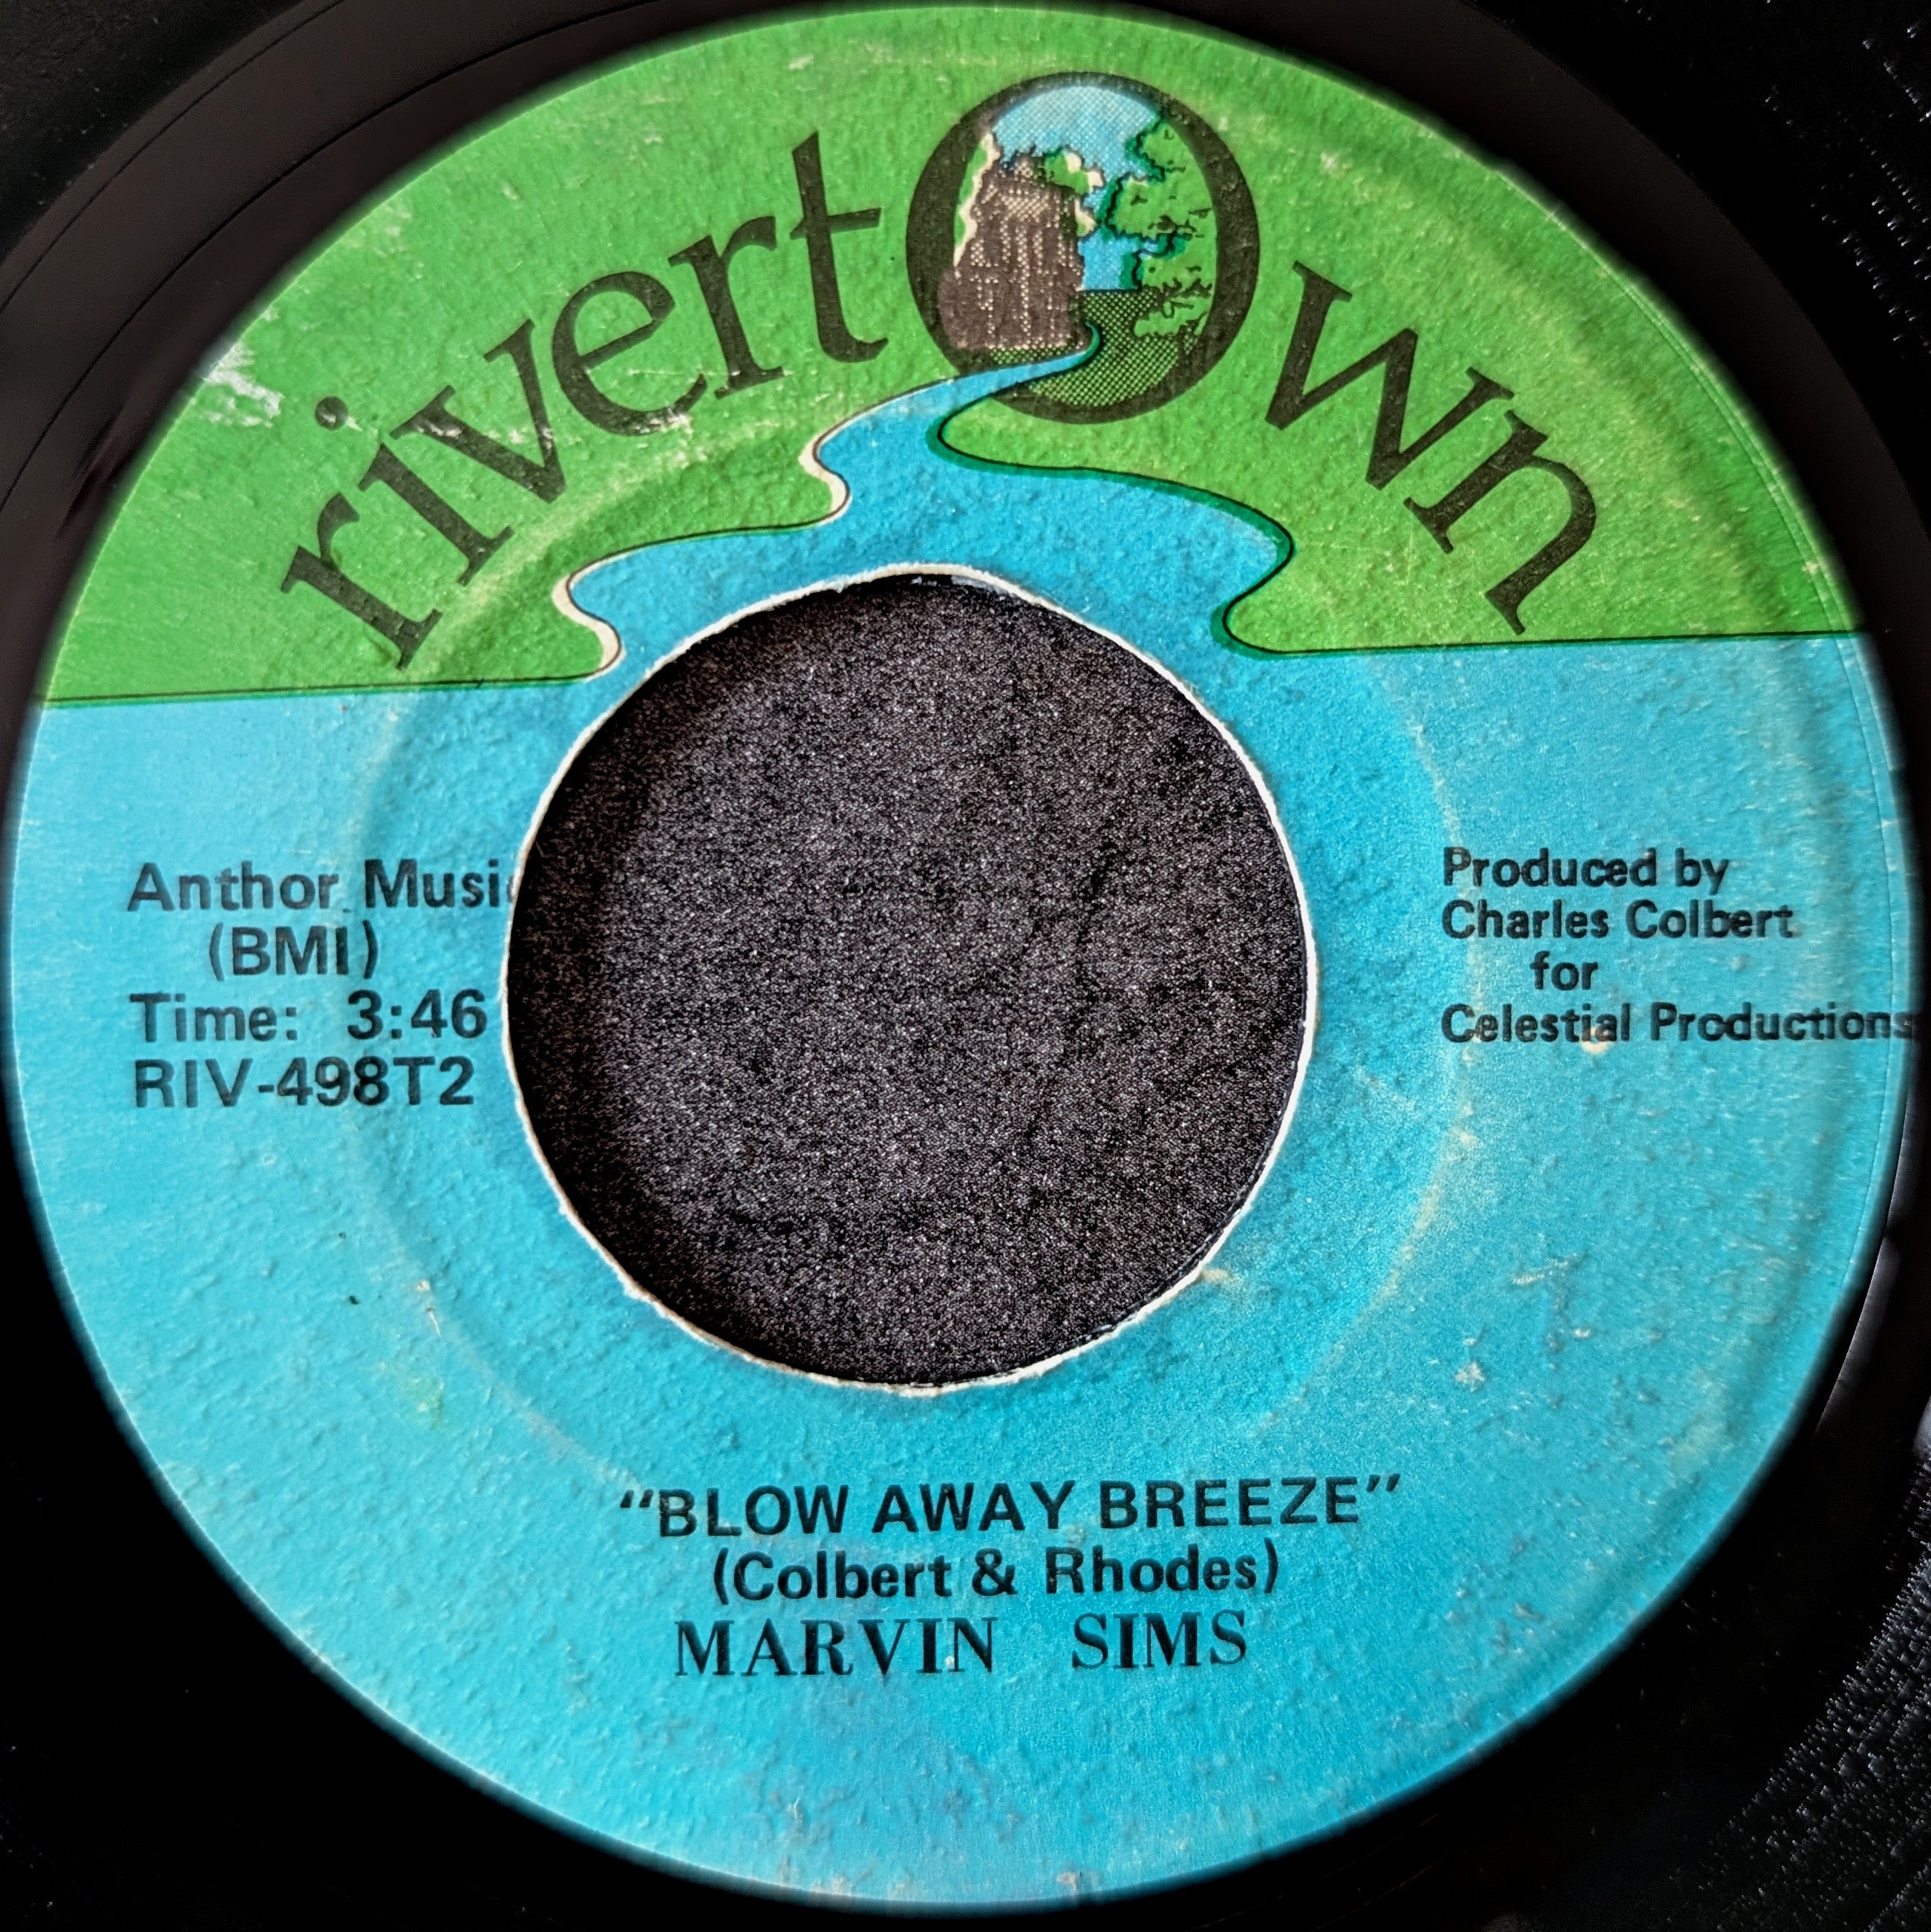 rivertOwn
Anthor Music
(BMI)
Time: 3:46
RIV-498T2
Produced by
Charles Colbert
for
Celestial Productions
"BLOW AWAY BREEZE"
(Colbert & Rhodes)
MARVIN SIMS